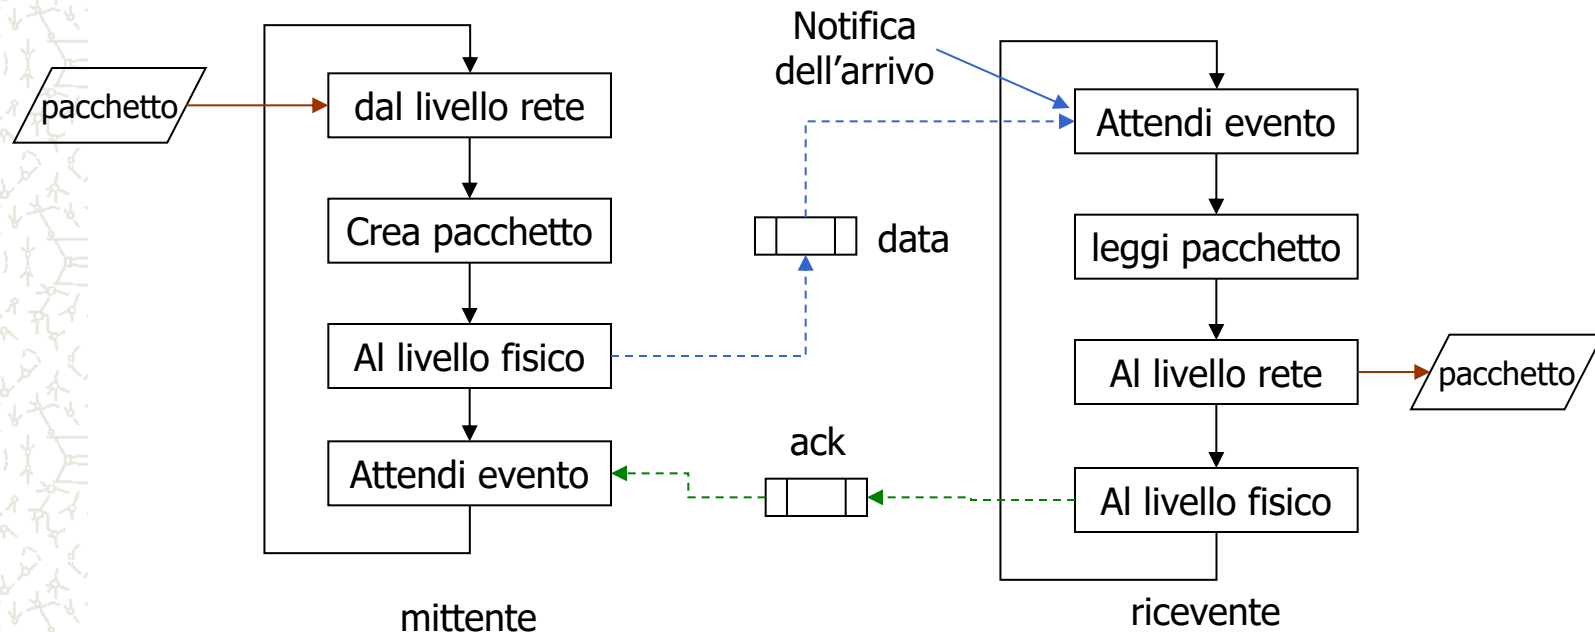 pacchetto
dal livello rete
Crea pacchetto
Al livello fisico
Attendi evento
mittente
Notifica
dell'arrivo
data
ack
Attendi evento
leggi pacchetto
Al livello rete
pacchetto
Al livello fisico
ricevente